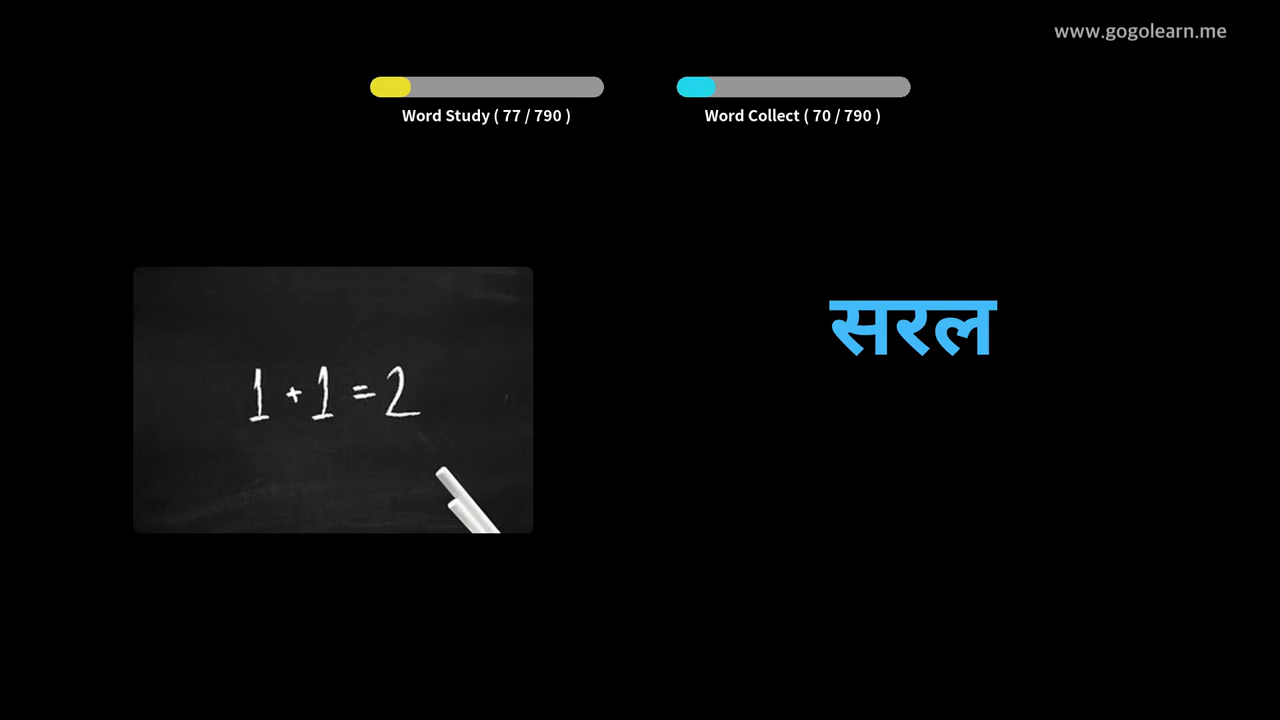 www.gogolearn.me
Word Study ( 77 / 790 )
Word Collect ( 70 / 790 )
सरल
1 + 1 = 2